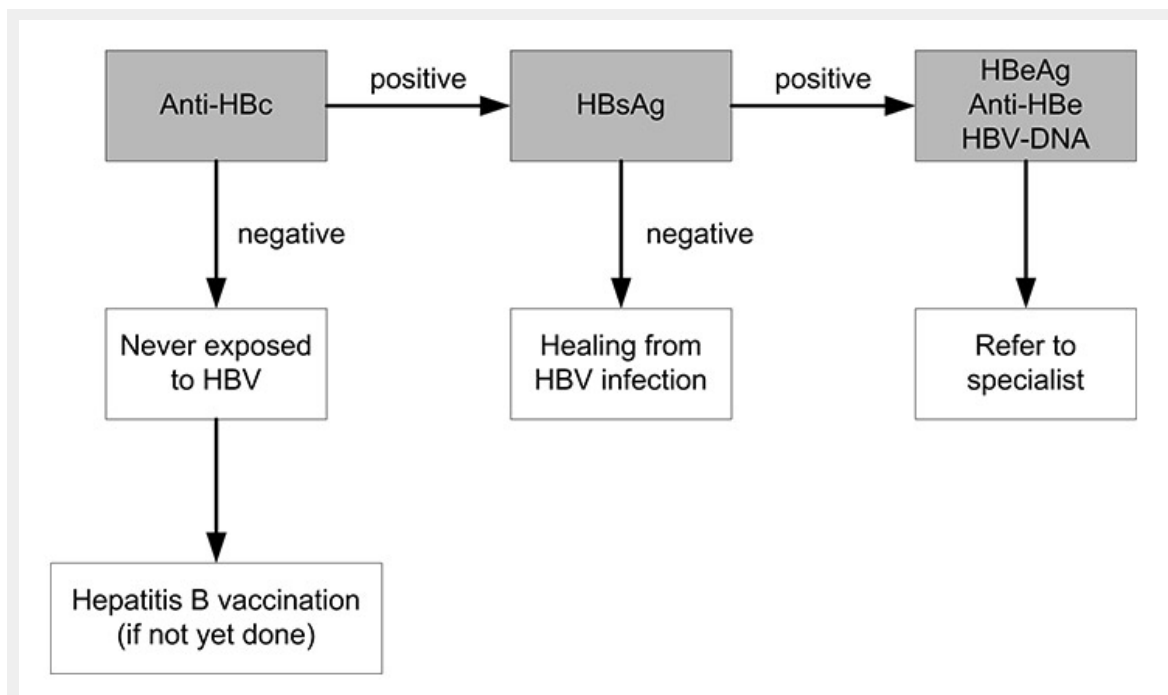 Anti-HBc
positive
HBsAg
positive
HBeAg
Anti-HBe
HBV-DNA
negative
negative
Never exposed
to HBV
Healing from
HBV infection
Refer to
specialist
Hepatitis B vaccination
(if not yet done)